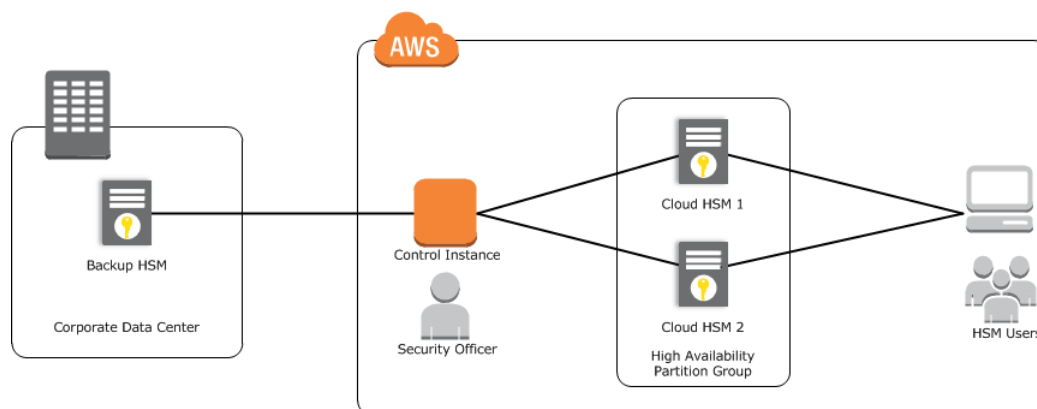 AWS
Backup HSM
Corporate Data Center
Control Instance
Security Officer
Cloud HSM 1
Cloud HSM 2
High Availability
Partition Group
HSM Users